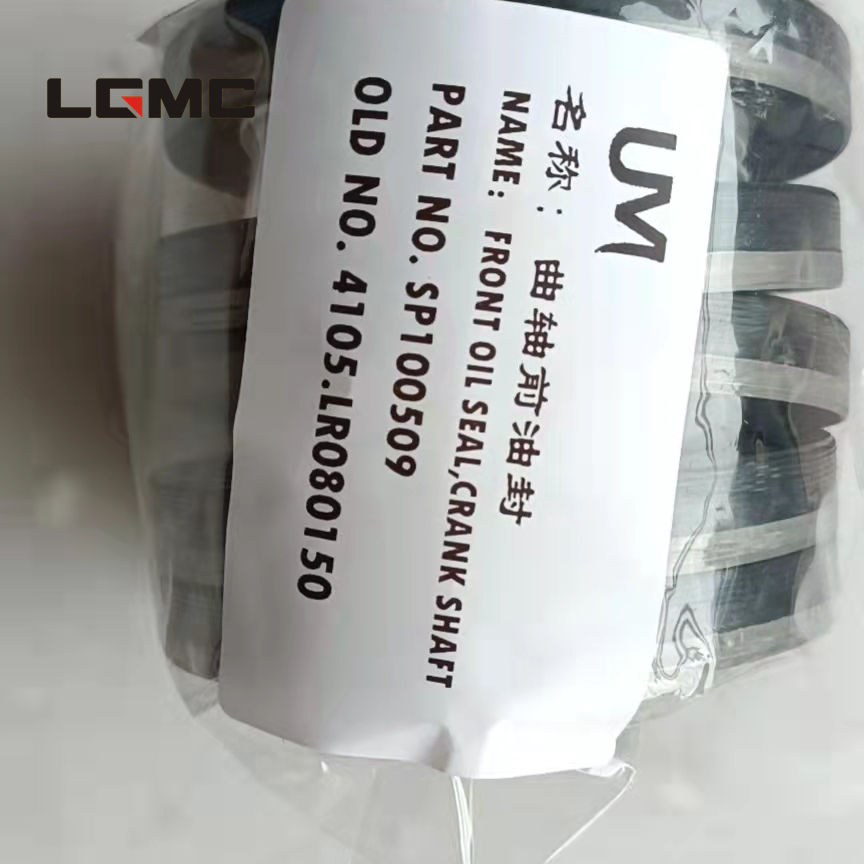 LGMC
UM
名称：曲轴前油封
NAME: FRONT OIL SEAL,CRANK SHAFT
PART NO. SP100509
OLD NO. 4105.LR080150